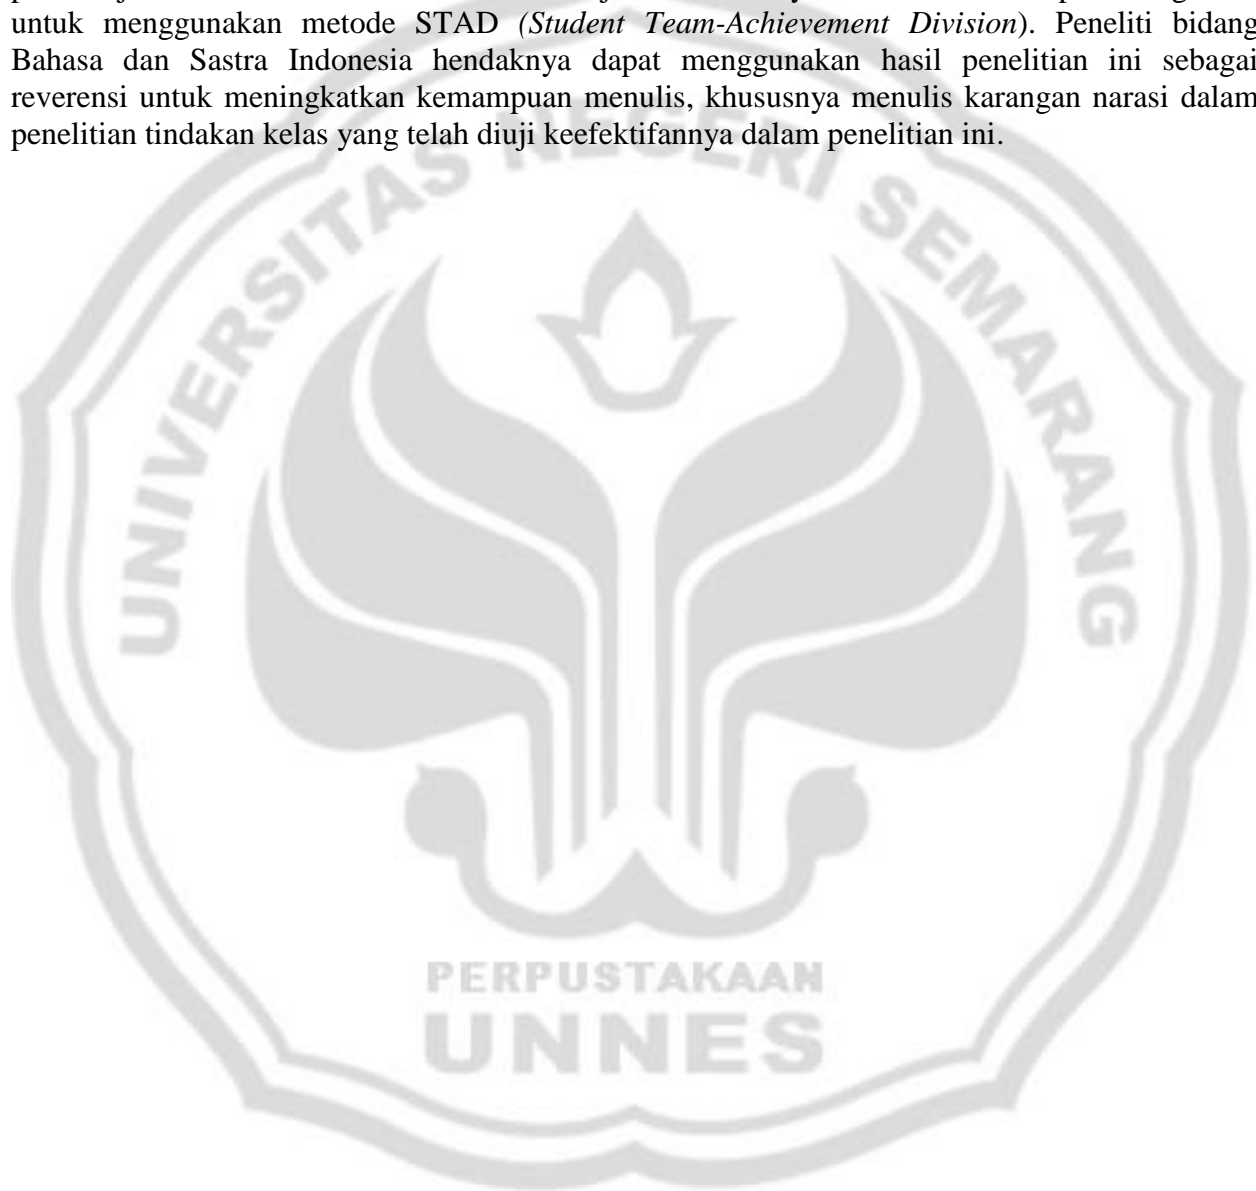 untuk menggunakan metode STAD (Student Team-Achievement Division). Peneliti bidang
Bahasa dan Sastra Indonesia hendaknya dapat menggunakan hasil penelitian ini sebagai
reverensi untuk meningkatkan kemampuan menulis, khususnya menulis karangan narasi dalam
penelitian tindakan kelas yang telah diuji keefektifannya dalam penelitian ini.
UNIVERSITAS NEGERI SEMARANG
PERPUSTAKAAN
UNNES